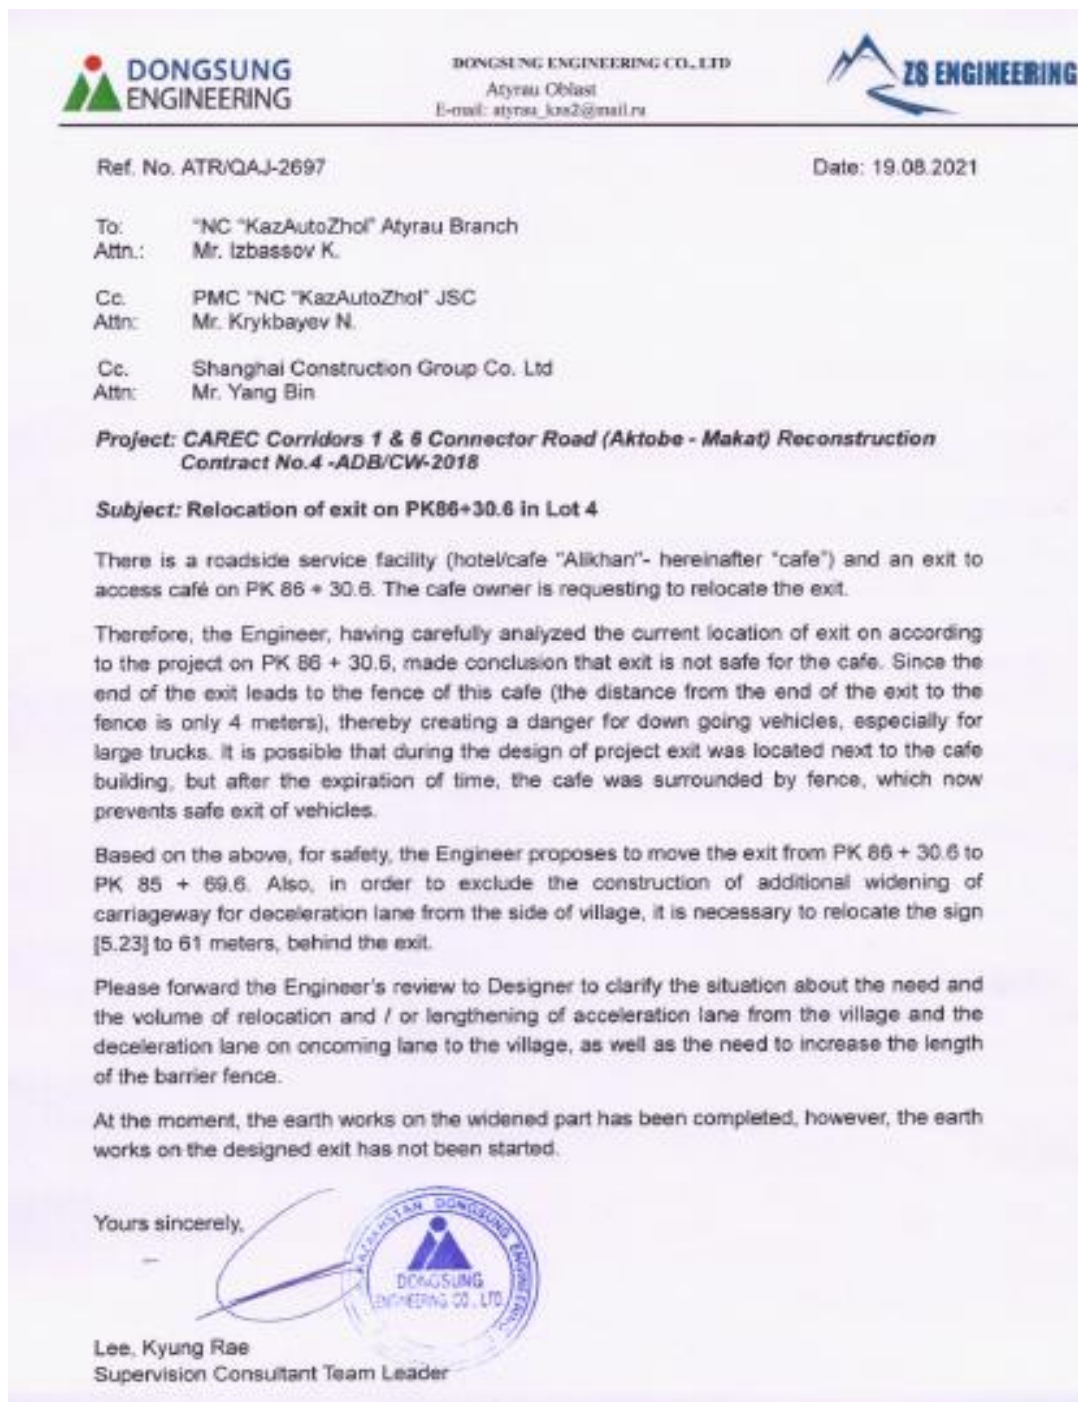 DONGSUNG
ENGINEERING
DONGSUNG ENGINEERING CO., LTD
Atyrau Oblast
E-mail: atyrau_kns2@mail.ru
ZS ENGINEERING
Ref. No. ATR/QAJ-2697
Date: 19.08.2021
To: "NC "KazAutoZhol" Atyrau Branch
Attn.: Mr. Izbassov K.
Cc. PMC "NC "KazAutoZhol" JSC
Attn: Mr. Krykbayev N.
Cc. Shanghai Construction Group Co. Ltd
Attn: Mr. Yang Bin
Project: CAREC Corridors 1 & 6 Connector Road (Aktobe - Makat) Reconstruction
Contract No.4 -ADB/CW-2018
Subject: Relocation of exit on PK86+30.6 in Lot 4
There is a roadside service facility (hotel/cafe "Alikhan"- hereinafter "cafe") and an exit to
access café on PK 86 + 30.6. The cafe owner is requesting to relocate the exit.
Therefore, the Engineer, having carefully analyzed the current location of exit on according
to the project on PK 86 + 30.6, made conclusion that exit is not safe for the cafe. Since the
end of the exit leads to the fence of this cafe (the distance from the end of the exit to the
fence is only 4 meters), thereby creating a danger for down going vehicles, especially for
large trucks. It is possible that during the design of project exit was located next to the cafe
building, but after the expiration of time, the cafe was surrounded by fence, which now
prevents safe exit of vehicles.
Based on the above, for safety, the Engineer proposes to move the exit from PK 86 + 30.6 to
PK 85 + 69.6. Also, in order to exclude the construction of additional widening of
carriageway for deceleration lane from the side of village, it is necessary to relocate the sign
[5.23] to 61 meters, behind the exit.
Please forward the Engineer's review to Designer to clarify the situation about the need and
the volume of relocation and / or lengthening of acceleration lane from the village and the
deceleration lane on oncoming lane to the village, as well as the need to increase the length
of the barrier fence.
At the moment, the earth works on the widened part has been completed, however, the earth
works on the designed exit has not been started.
Yours sincerely,
KAZAKHSTAN DONGSUNG ENGINEERING
DONGSUNG
ENGINEERING CO., LTD
Lee, Kyung Rae
Supervision Consultant Team Leader